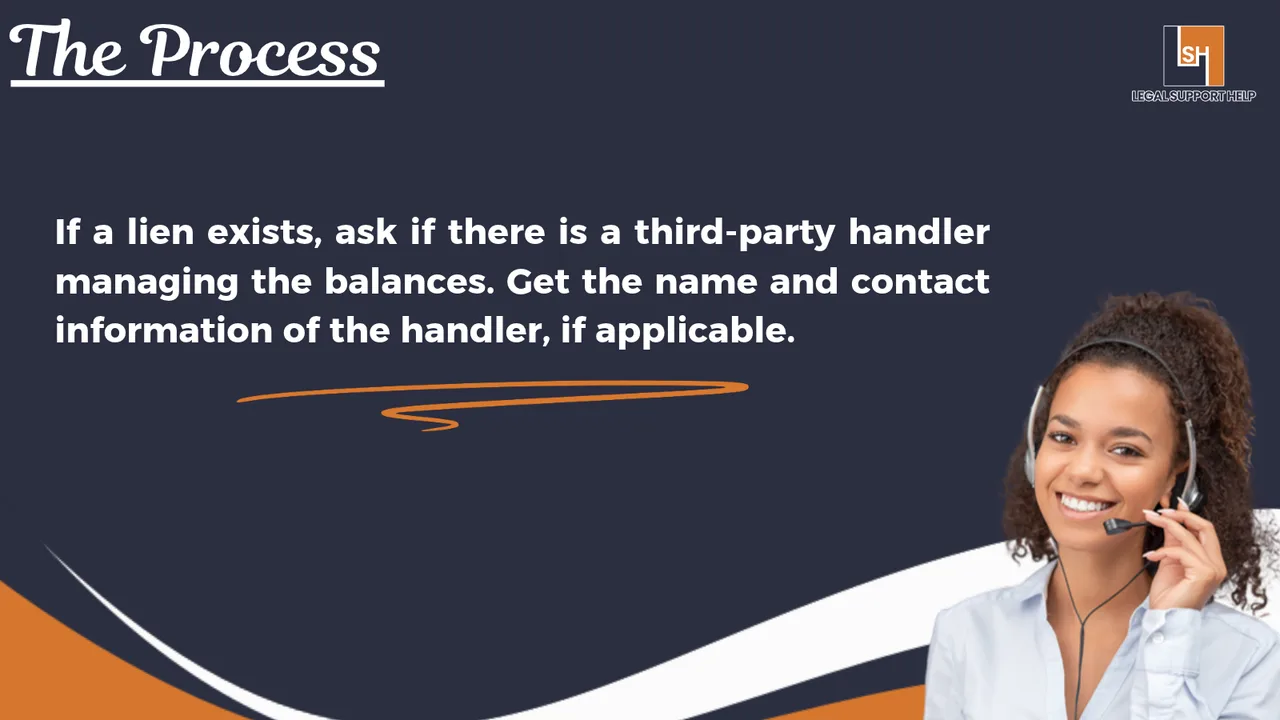 The Process
SH
LEGAL SUPPORT HELP
If a lien exists, ask if there is a third-party handler
managing the balances. Get the name and contact
information of the handler, if applicable.